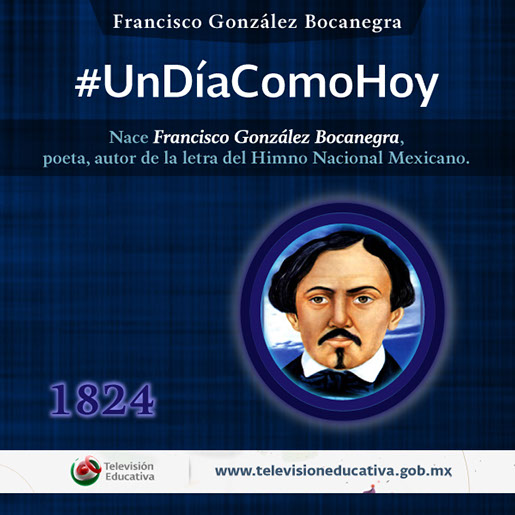 Francisco González Bocanegra
#UnDíaComoHoy
Nace Francisco González Bocanegra,
poeta, autor de la letra del Himno Nacional Mexicano.
1824
Televisión
Educativa
www.televisioneducativa.gob.mx